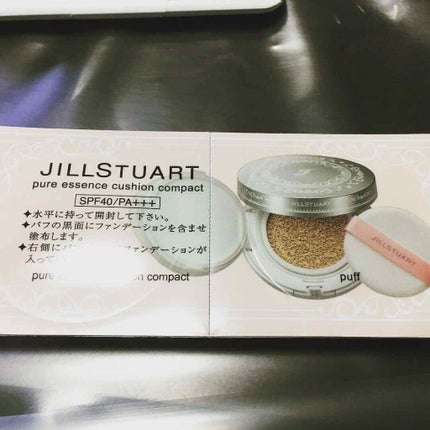 JILLSTUART
pure essence cushion compact
SPF40/PA+++
✦水平に持って開封して下さい。
✦パフの黒面にファンデーションを含ませ
塗布します。
✦右側に ファンデーションが
入って
pure es on compact
puff
JILLSTUART